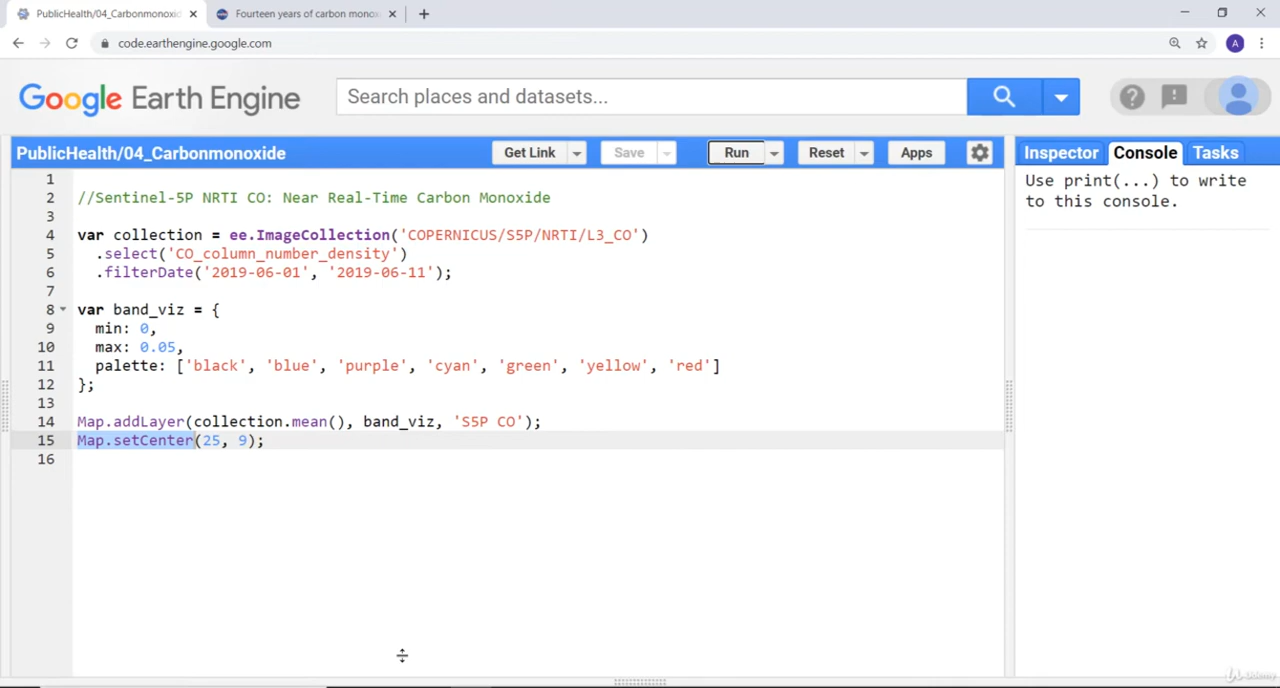 PublicHealth/04_Carbonmonoxid
Fourteen years of carbon mono
code.earthengine.google.com
A
Google Earth Engine
Search places and datasets...
PublicHealth/04_Carbonmonoxide
Get Link
Save
Run
Reset
Apps
Inspector
Console
Tasks
Use print(...) to write
to this console.
1
2 //Sentinel-5P NRTI CO: Near Real-Time Carbon Monoxide
3
4 var collection = ee.ImageCollection('COPERNICUS/S5P/NRTI/L3_CO')
5 .select('CO_column_number_density')
6 .filterDate('2019-06-01', '2019-06-11');
7
8 var band_viz = {
9 min: 0,
10 max: 0.05,
11 palette: ['black', 'blue', 'purple', 'cyan', 'green', 'yellow', 'red']
12 };
13
14 Map.addLayer(collection.mean(), band_viz, 'S5P CO');
15 Map.setCenter(25, 9);
16
Udemy